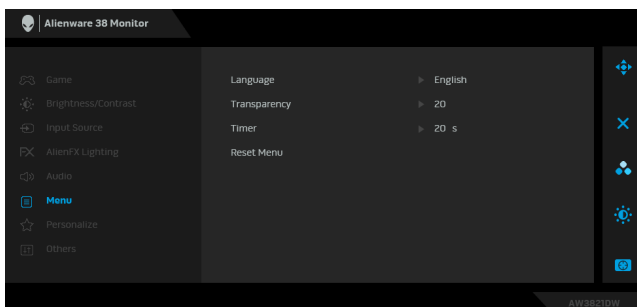 Alienware 38 Monitor
Game
Brightness/Contrast
Input Source
AlienFX Lighting
Audio
Menu
Personalize
Others
Language English
Transparency 20
Timer 20 s
Reset Menu
AW3821DW